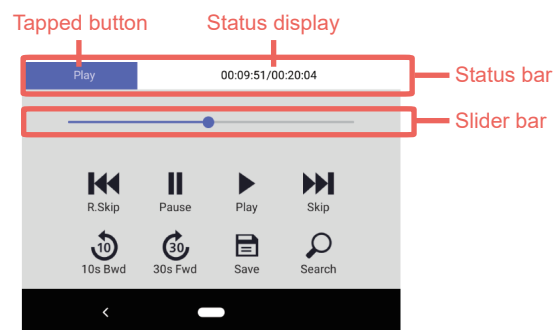 Tapped button Status display
Play 00:09:51/00:20:04 Status bar
Slider bar
R.Skip Pause Play Skip
10 30
10s Bwd 30s Fwd Save Search